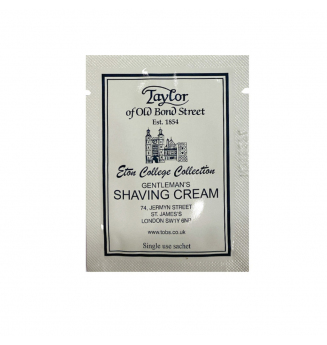 Taylor
of Old Bond Street
Est. 1854
Eton College Collection
GENTLEMAN'S
SHAVING CREAM
74, JERMYN STREET
ST. JAMES'S
LONDON SW1Y 6NP
www.tobs.co.uk
Single use sachet